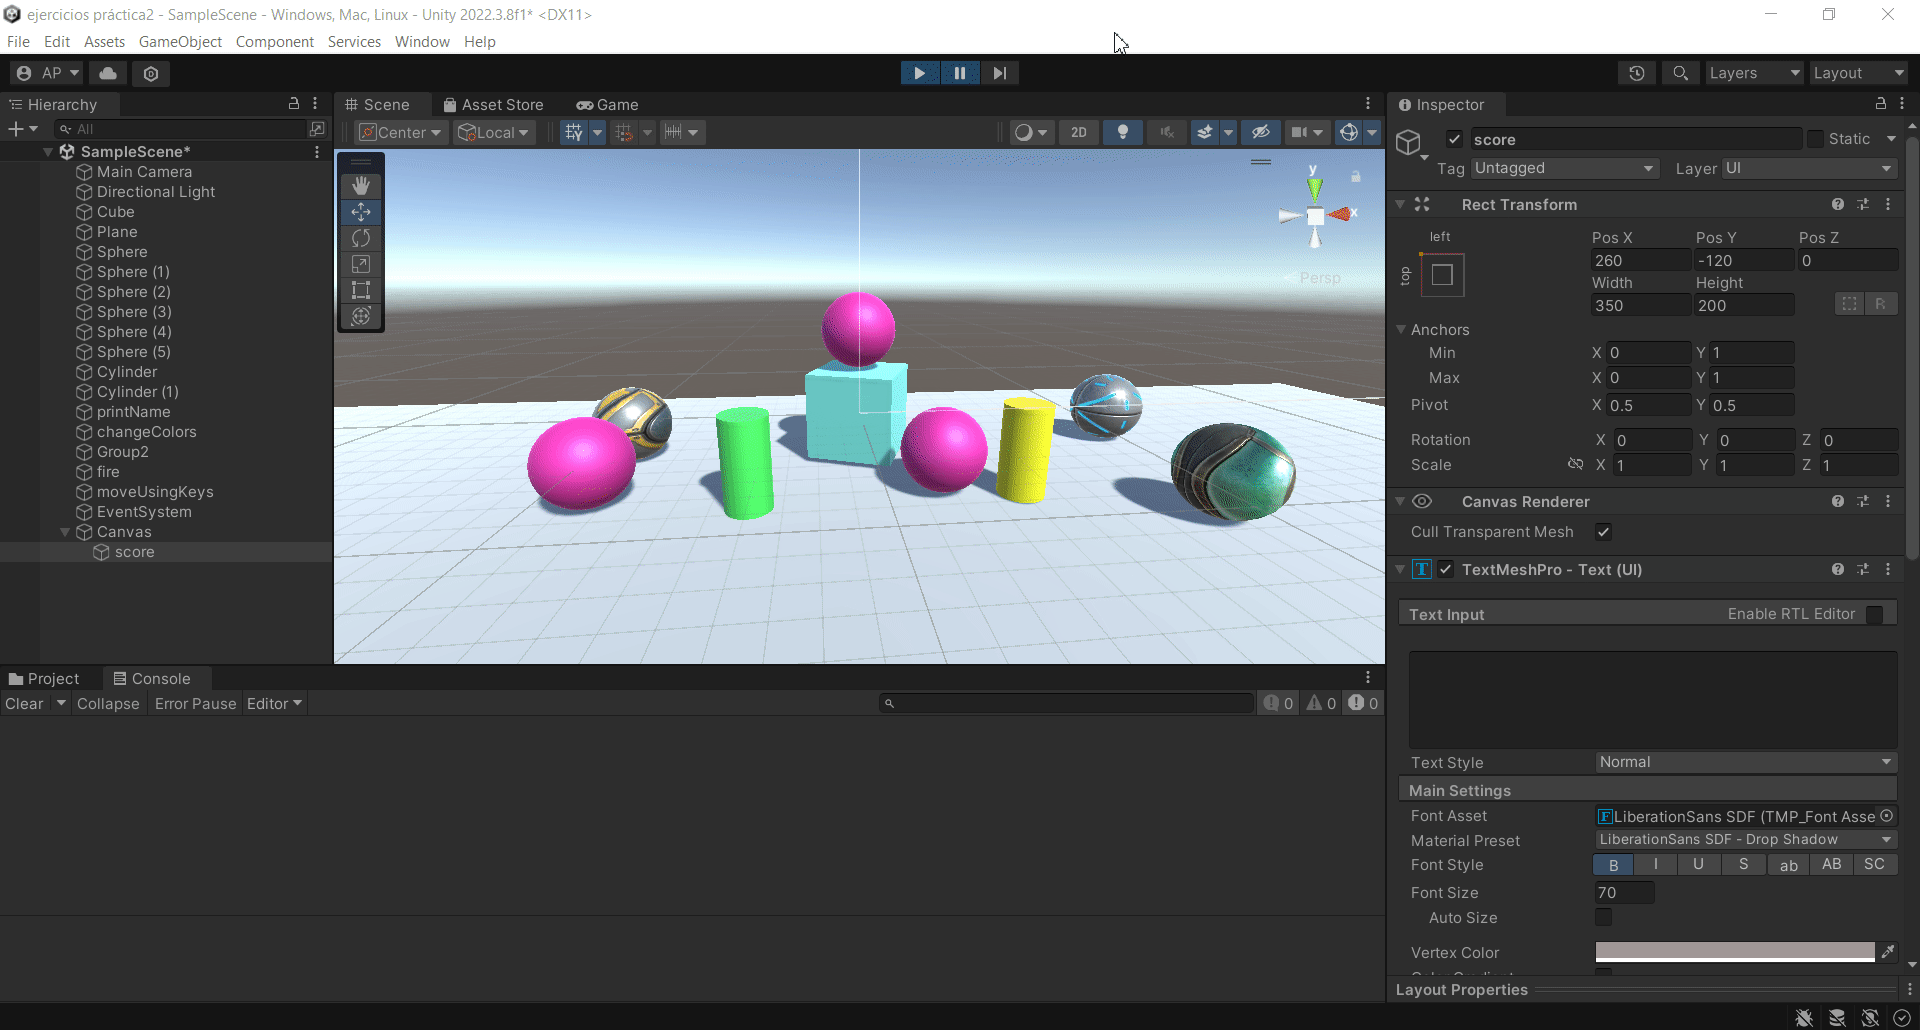 ejercicios práctica2 - SampleScene - Windows, Mac, Linux - Unity 2022.3.8f1* <DX11>
File Edit Assets GameObject Component Services Window Help
AP Layers Layout
Hierarchy
All
SampleScene*
Main Camera
Directional Light
Cube
Plane
Sphere
Sphere (1)
Sphere (2)
Sphere (3)
Sphere (4)
Sphere (5)
Cylinder
Cylinder (1)
printName
changeColors
Group2
fire
moveUsingKeys
EventSystem
Canvas
score
Scene Asset Store Game
Center Local 2D
y
x
Persp
Project Console
Clear Collapse Error Pause Editor 0 0 0
Inspector
score Static
Tag Untagged Layer UI
Rect Transform
left Pos X Pos Y Pos Z
top 260 -120 0
Width Height
350 200 R
Anchors
Min X 0 Y 1
Max X 0 Y 1
Pivot X 0.5 Y 0.5
Rotation X 0 Y 0 Z 0
Scale X 1 Y 1 Z 1
Canvas Renderer
Cull Transparent Mesh
T TextMeshPro - Text (UI)
Text Input Enable RTL Editor
Text Style Normal
Main Settings
Font Asset F LiberationSans SDF (TMP_Font Asse
Material Preset LiberationSans SDF - Drop Shadow
Font Style B I U S ab AB SC
Font Size 70
Auto Size
Vertex Color
Layout Properties